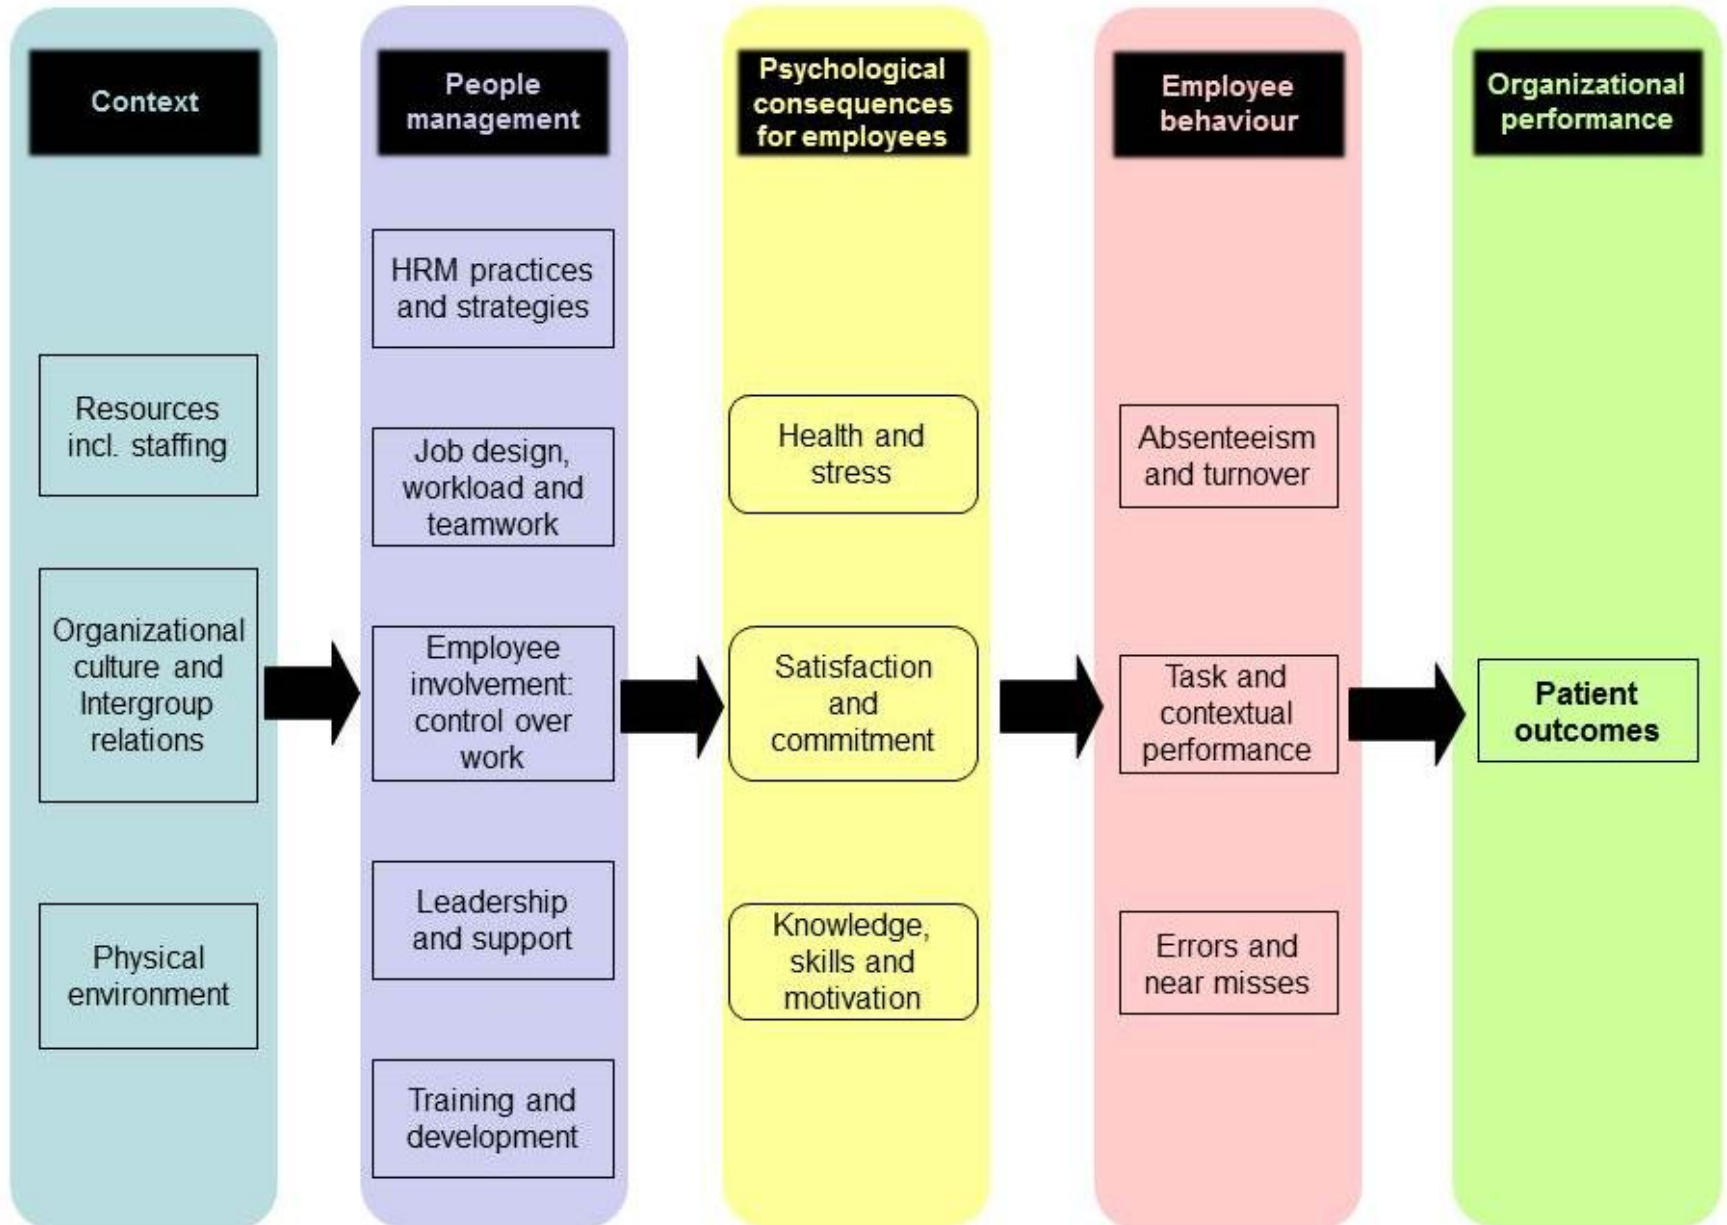 Context
Resources
incl. staffing
Organizational
culture and
Intergroup
relations
Physical
environment
People
management
HRM practices
and strategies
Job design,
workload and
teamwork
Employee
involvement:
control over
work
Leadership
and support
Training and
development
Psychological
consequences
for employees
Health and
stress
Satisfaction
and
commitment
Knowledge,
skills and
motivation
Employee
behaviour
Absenteeism
and turnover
Task and
contextual
performance
Errors and
near misses
Organizational
performance
Patient
outcomes